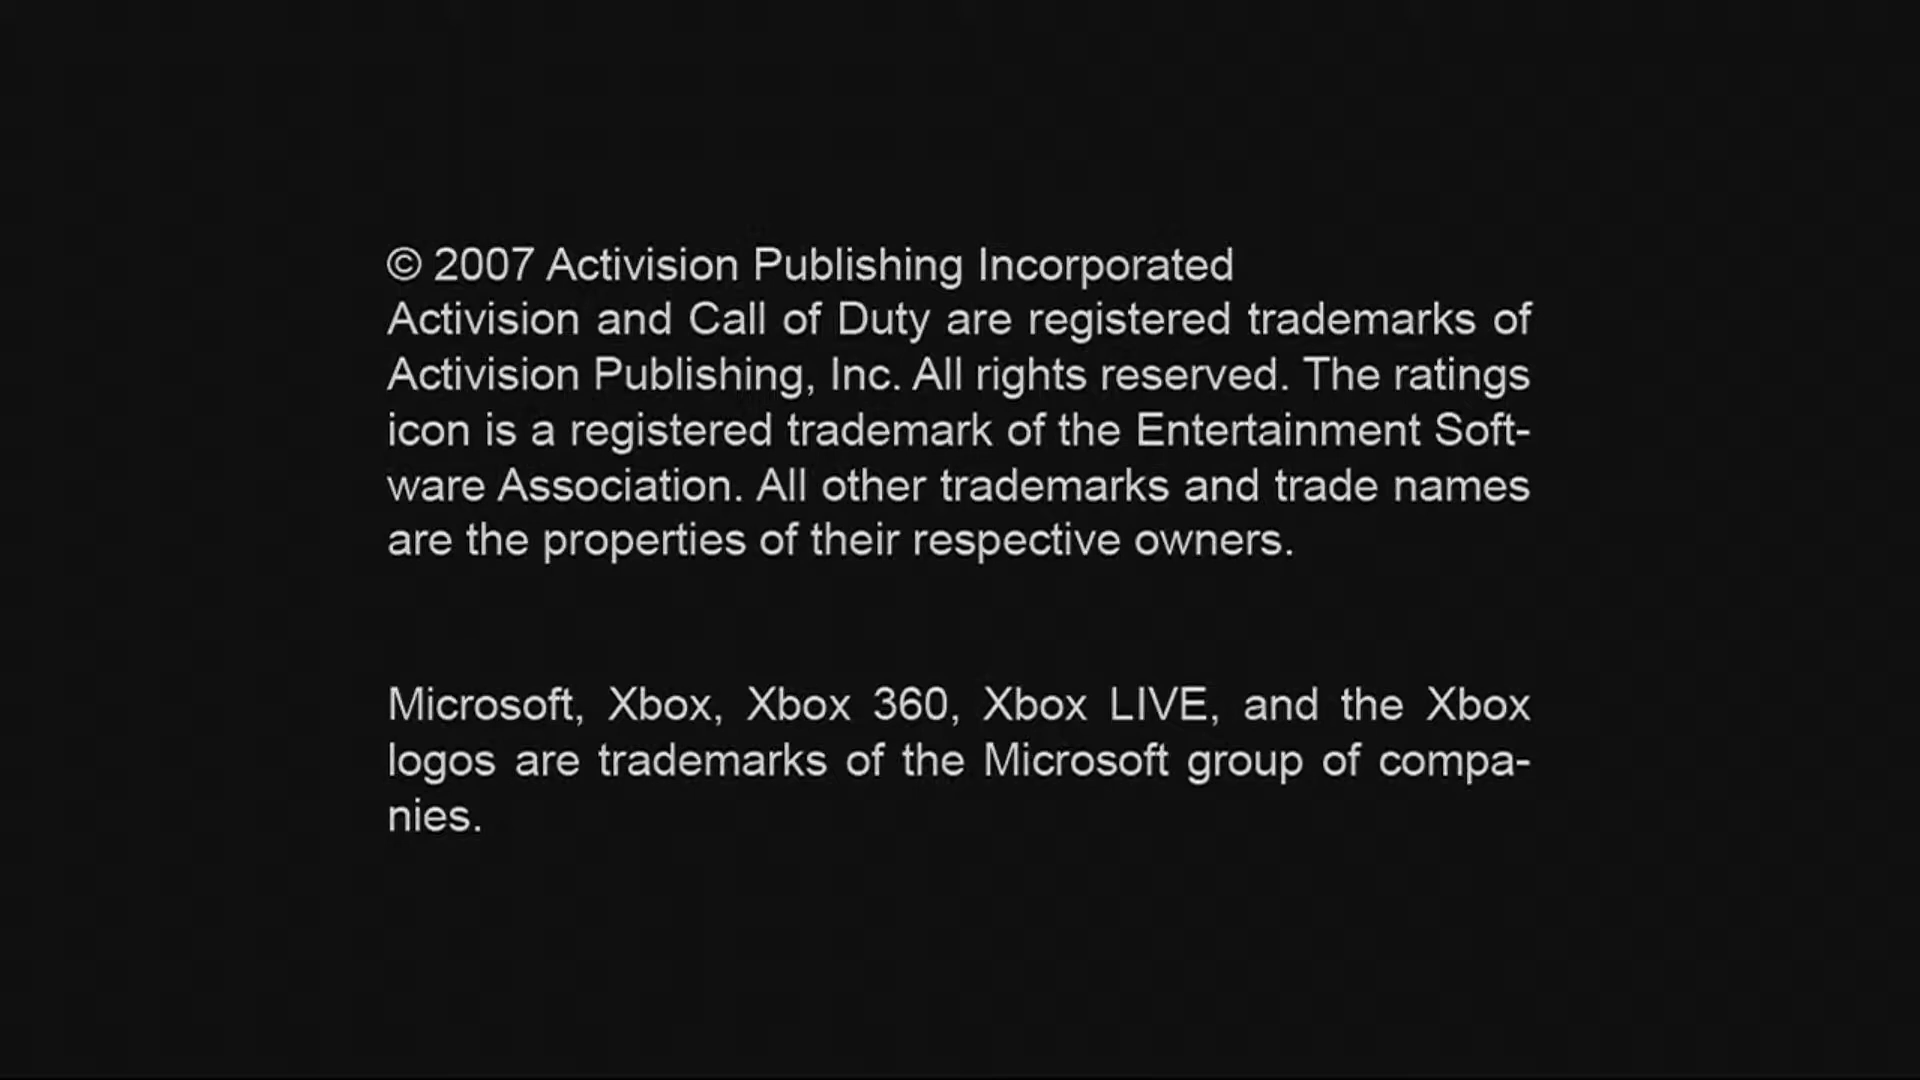 © 2007 Activision Publishing Incorporated
Activision and Call of Duty are registered trademarks of
Activision Publishing, Inc. All rights reserved. The ratings
icon is a registered trademark of the Entertainment Soft-
ware Association. All other trademarks and trade names
are the properties of their respective owners.
Microsoft, Xbox, Xbox 360, Xbox LIVE, and the Xbox
logos are trademarks of the Microsoft group of compa-
nies.